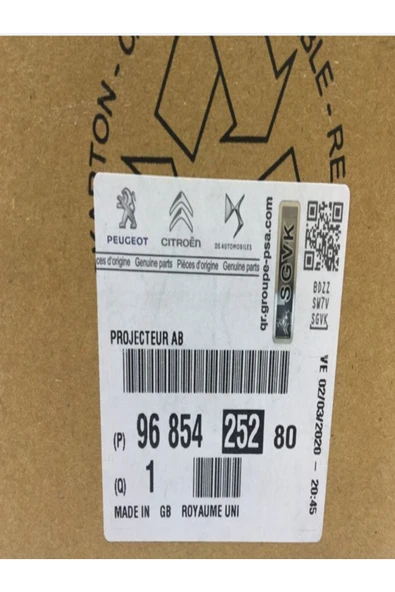 KARTON - 
BLE - RE
PEUGEOT
CITROËN
DS AUTOMOBILES
ces d'origine Genuine parts Pièces d'origine Genuine parts
qr.groupe-psa.com
SGVK
BDZZ
SW7V
SGVK
PROJECTEUR AB
(P) 96 854 252 80
(Q) 1
MADE IN GB ROYAUME UNI
VE 02/03/2020 - 20:45